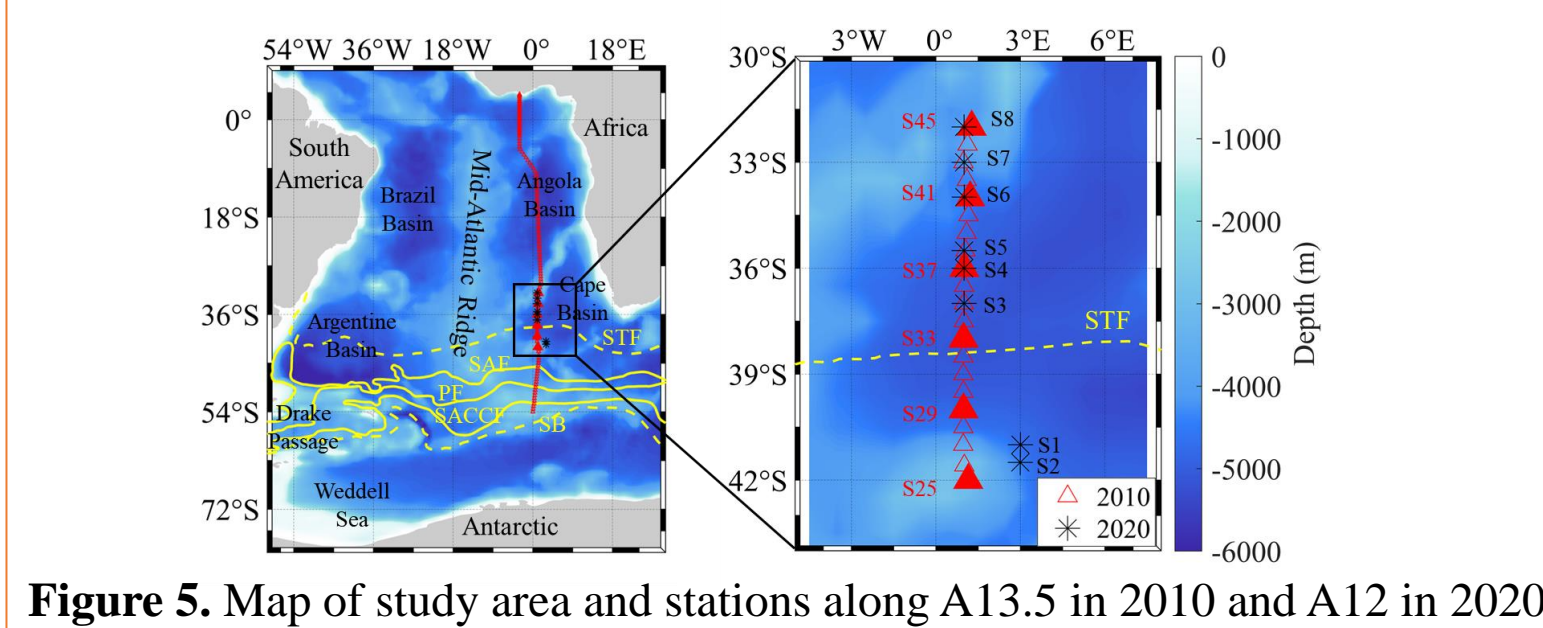 54°W 36°W 18°W 0° 18°E
0°
18°S
36°S
54°S
72°S
South
America
Africa
Brazil
Basin
Mid-Atlantic Ridge
Angola
Basin
Cape
Basin
Argentine
Basin
STF
SAF
PF
SACCF
SB
Drake
Passage
Weddell
Sea
Antarctic
3°W 0° 3°E 6°E
30°S
33°S
36°S
39°S
42°S
S45 S8
S7
S41 S6
S5
S37 S4
S3
S33 STF
S29
S1
S2
S25
2010
2020
0
-1000
-2000
-3000
-4000
-5000
-6000
Depth (m)
Figure 5. Map of study area and stations along A13.5 in 2010 and A12 in 2020